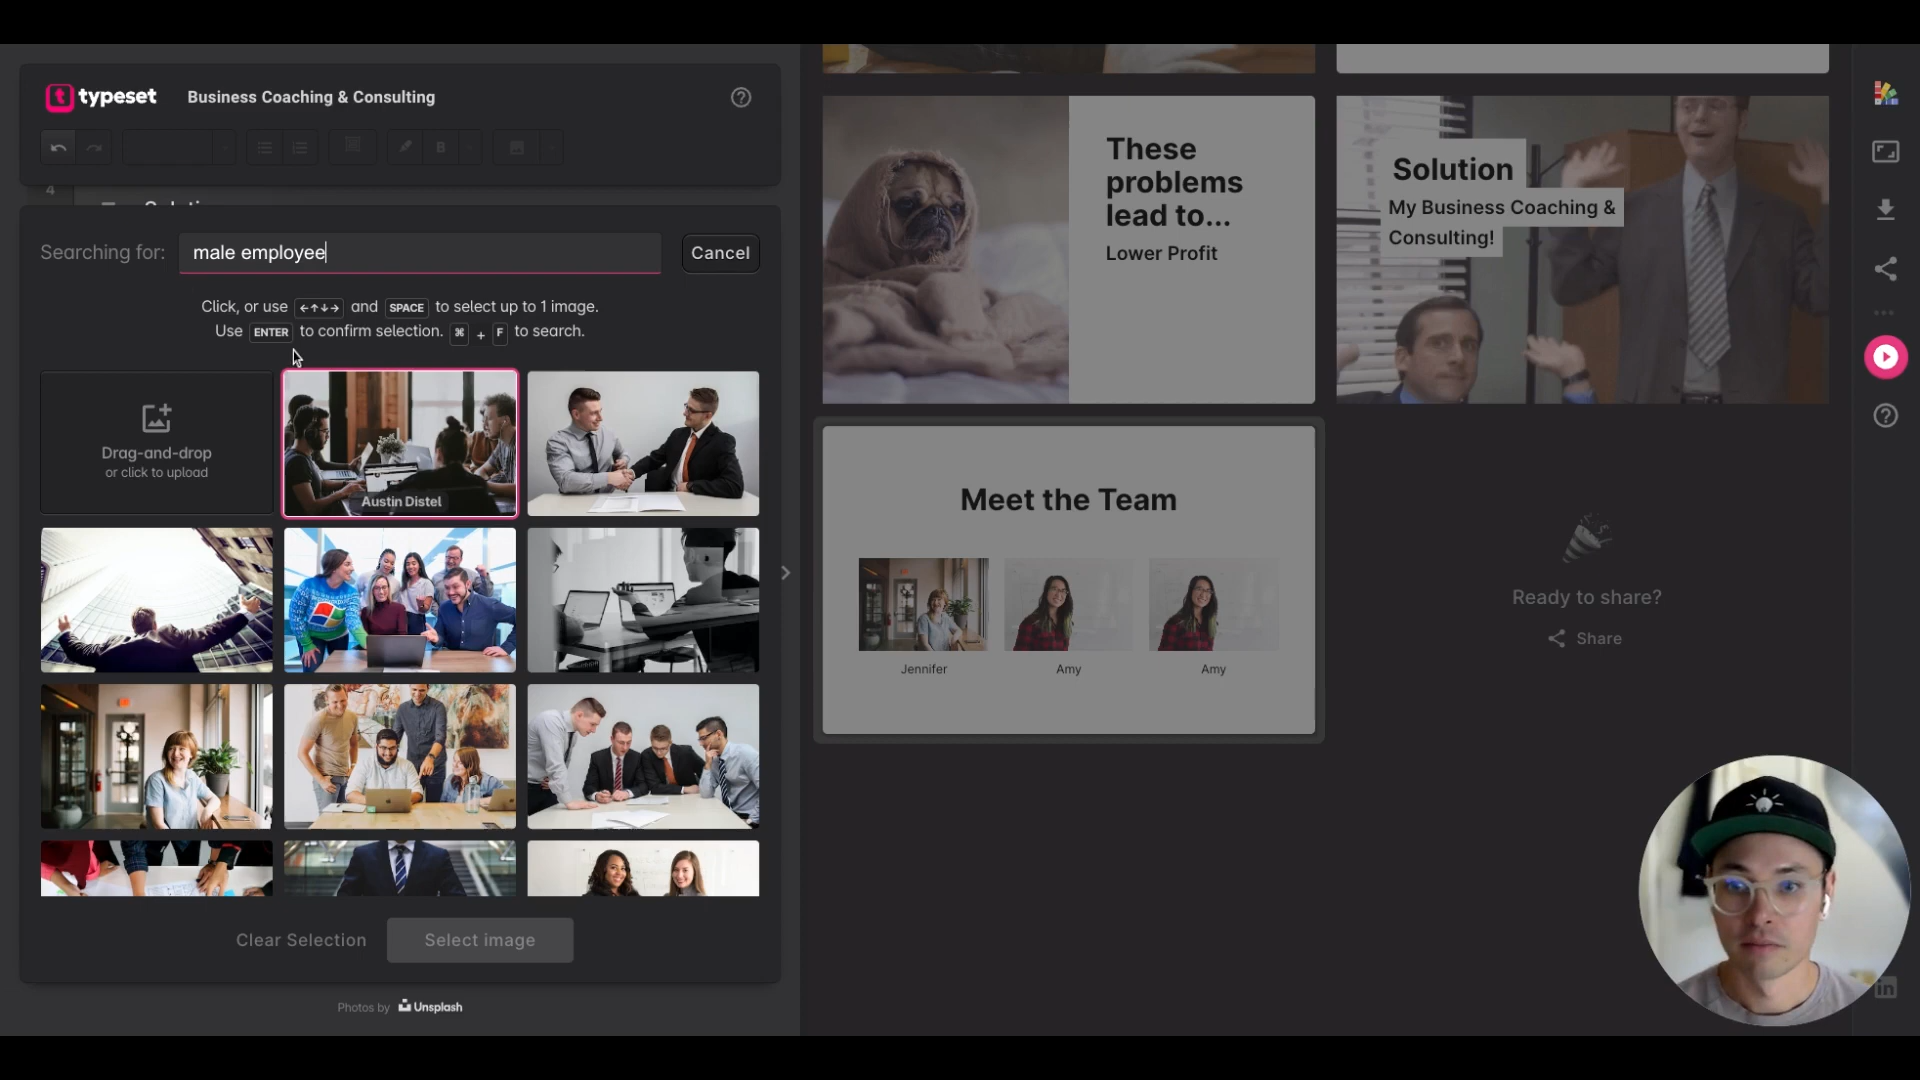 typeset
Business Coaching & Consulting
B
4
Searching for:
male employee
Cancel
Click, or use ←↑↓→ and SPACE to select up to 1 image.
Use ENTER to confirm selection. ⌘ + F to search.
Drag-and-drop
or click to upload
Austin Distel
Clear Selection
Select image
Photos by Unsplash
These
problems
lead to...
Lower Profit
Solution
My Business Coaching &
Consulting!
Meet the Team
Jennifer
Amy
Amy
Ready to share?
Share
in